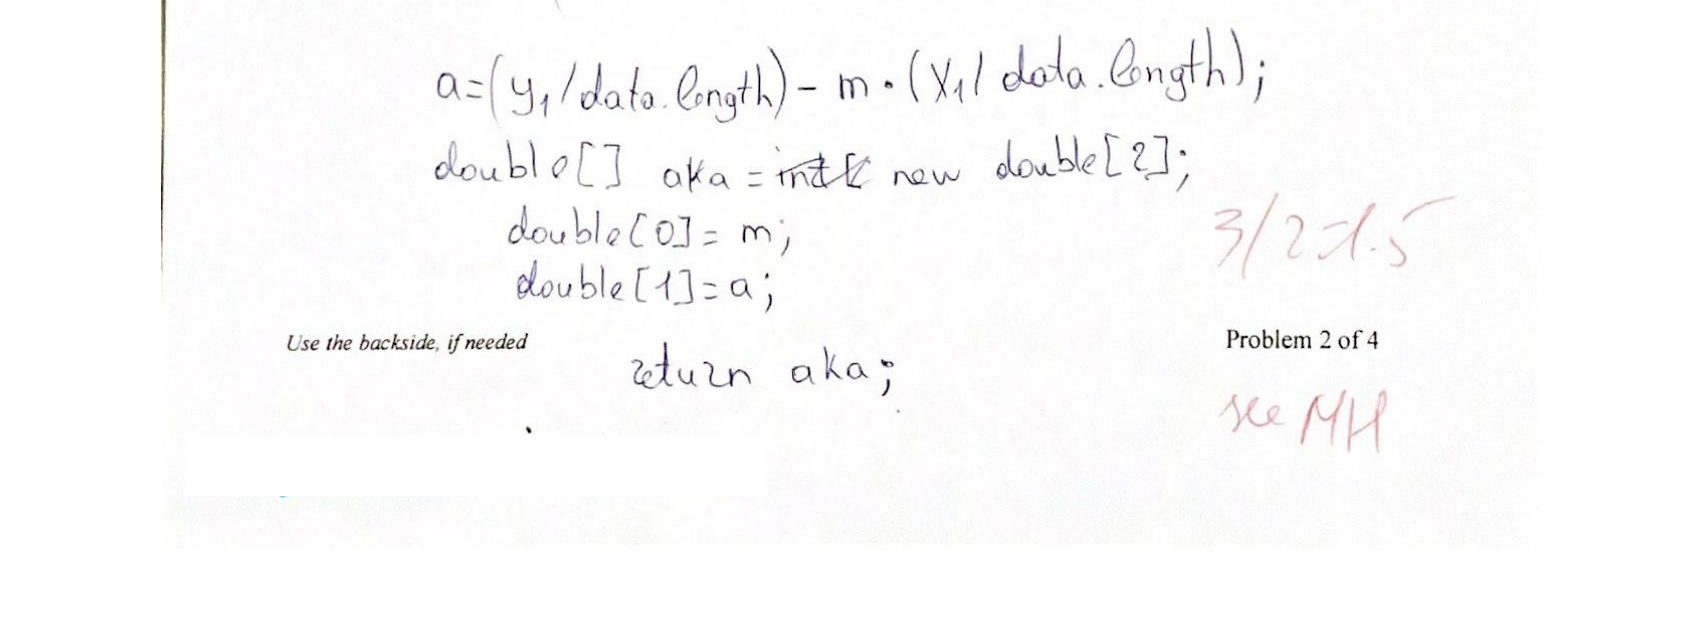 a=(y₁/data.length)-m·(x₁/data.length);
double[] aka = int[ new double[2];
double[0]=m;
double[1]=a;
3/2=1.5
Use the backside, if needed
Problem 2 of 4
return aka;
see MH